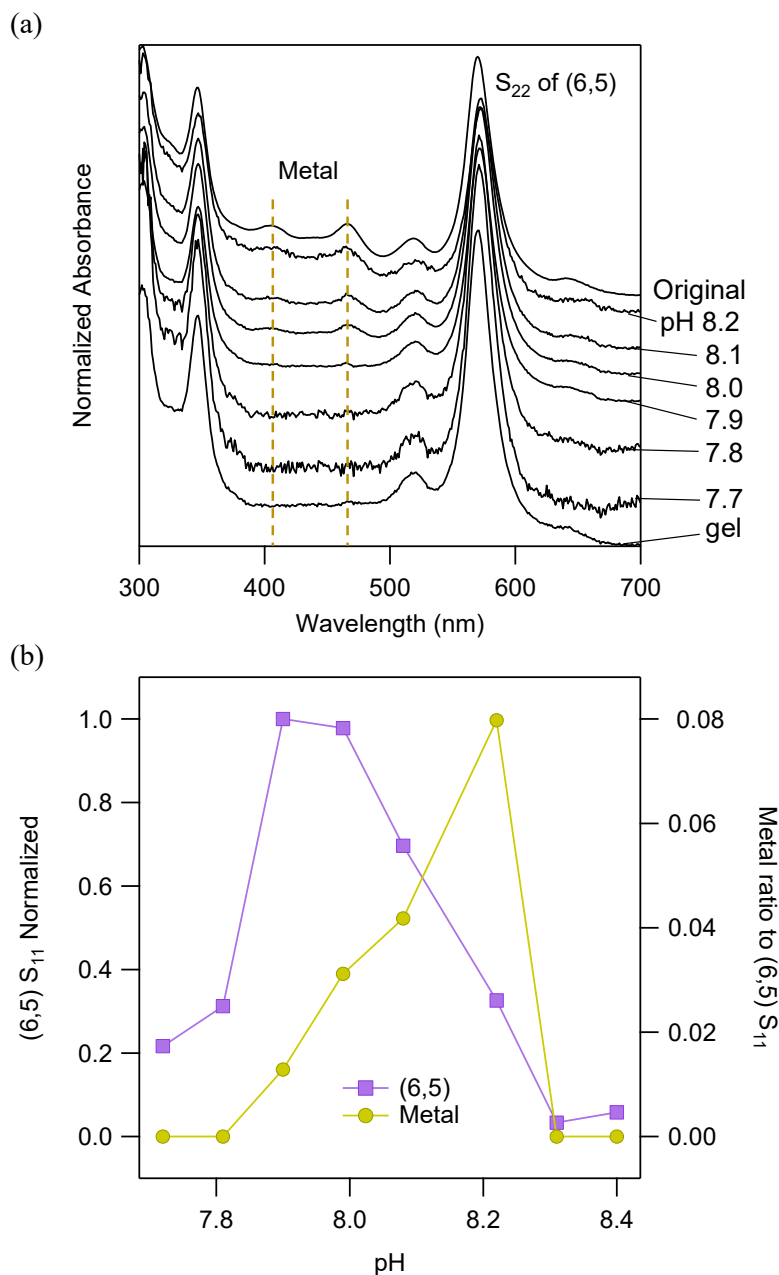 (a)
S₂₂ of (6,5)
Metal
Normalized Absorbance
Original
pH 8.2
8.1
8.0
7.9
7.8
7.7
gel
300 400 500 600 700
Wavelength (nm)
(b)
1.0
0.8
0.6
0.4
0.2
0.0
(6,5) S₁₁ Normalized
0.08
0.06
0.04
0.02
0.00
Metal ratio to (6,5) S₁₁
(6,5)
Metal
7.8 8.0 8.2 8.4
pH